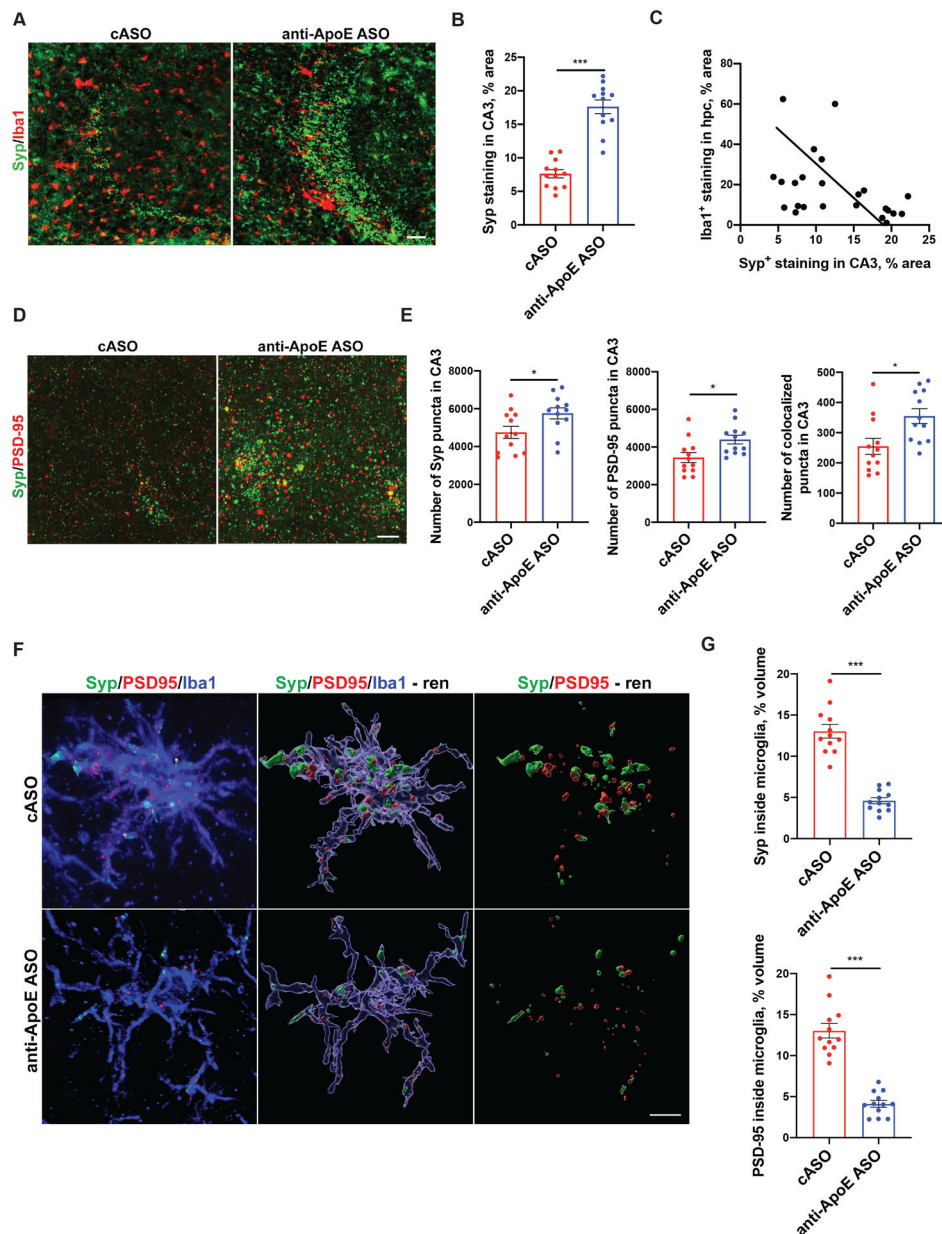 A
cASO
anti-ApoE ASO
Syp/Iba1
B
Syp staining in CA3, % area
25
20
15
10
5
0
***
cASO
anti-ApoE ASO
C
Iba1⁺ staining in hpc, % area
80
60
40
20
0
0 5 10 15 20 25
Syp⁺ staining in CA3, % area
D
cASO
anti-ApoE ASO
Syp/PSD-95
E
Number of Syp puncta in CA3
8000
6000
4000
2000
0
*
cASO
anti-ApoE ASO
Number of PSD-95 puncta in CA3
8000
6000
4000
2000
0
*
cASO
anti-ApoE ASO
Number of colocalized
puncta in CA3
500
400
300
200
100
0
*
cASO
anti-ApoE ASO
F
Syp/PSD95/Iba1
Syp/PSD95/Iba1 - ren
Syp/PSD95 - ren
cASO
anti-ApoE ASO
G
Syp inside microglia, % volume
20
15
10
5
0
***
cASO
anti-ApoE ASO
PSD-95 inside microglia, % volume
20
15
10
5
0
***
cASO
anti-ApoE ASO